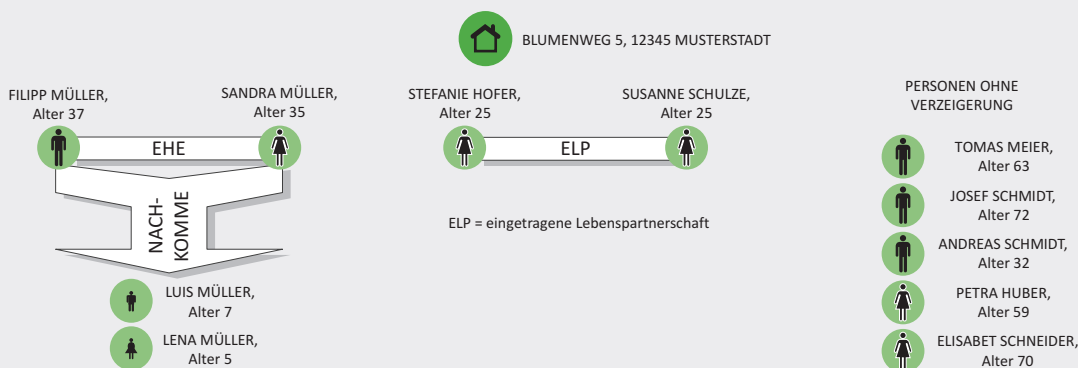 BLUMENWEG 5, 12345 MUSTERSTADT
FILIPP MÜLLER,
Alter 37
SANDRA MÜLLER,
Alter 35
EHE
NACH-
KOMME
LUIS MÜLLER,
Alter 7
LENA MÜLLER,
Alter 5
STEFANIE HOFER,
Alter 25
SUSANNE SCHULZE,
Alter 25
ELP
ELP = eingetragene Lebenspartnerschaft
PERSONEN OHNE
VERZEIGERUNG
TOMAS MEIER,
Alter 63
JOSEF SCHMIDT,
Alter 72
ANDREAS SCHMIDT,
Alter 32
PETRA HUBER,
Alter 59
ELISABET SCHNEIDER,
Alter 70